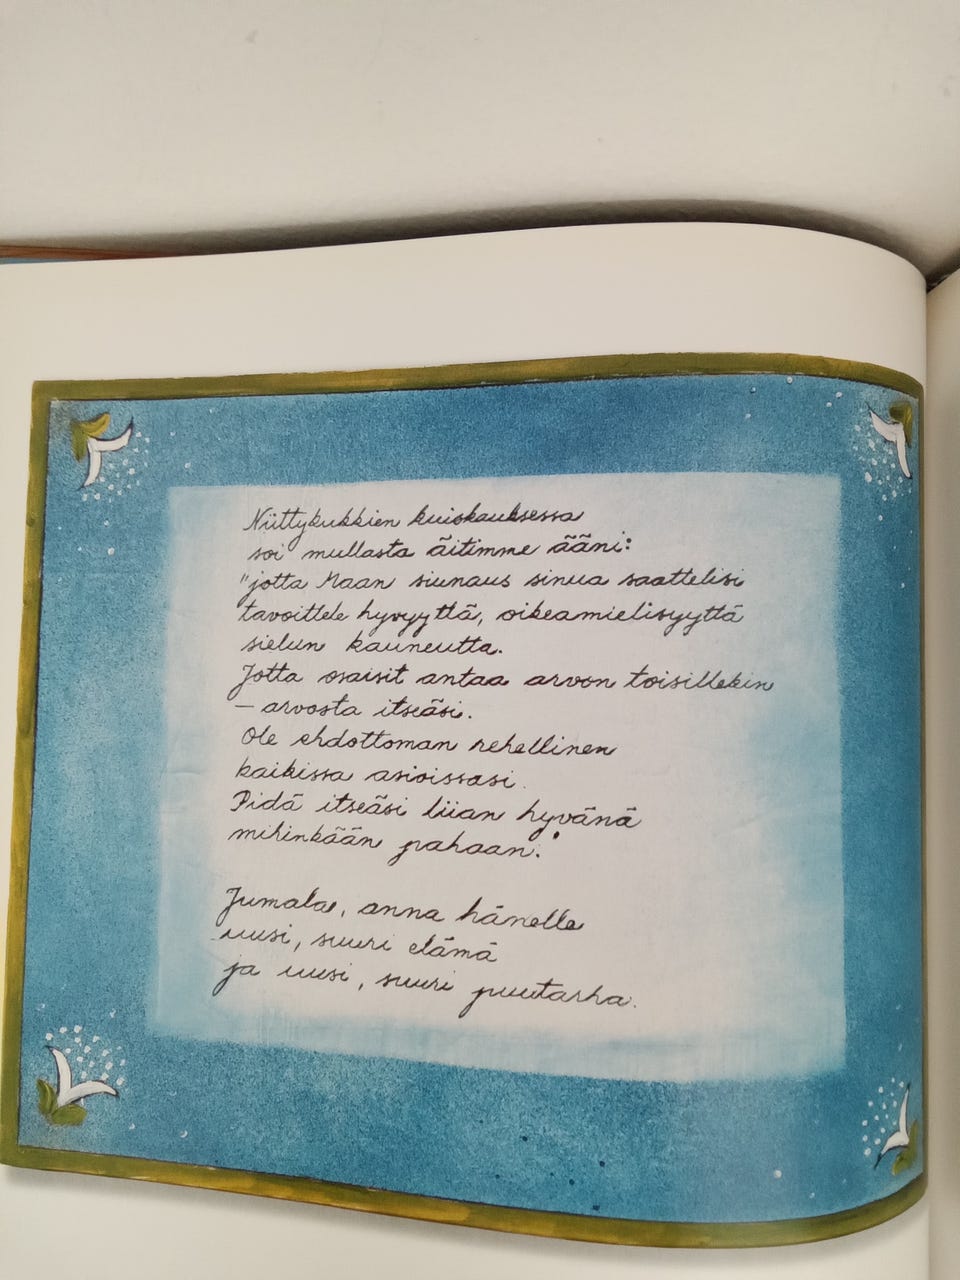 Niittykukkien kuiskauksessa
soi mullasta äitimme ääni:
"jotta Maan siunaus sinua saattelisi
tavoittele hyvyyttä, oikeamielisyyttä
sielun kauneutta.
Jotta osaisit antaa arvon toisillekin
– arvosta itseäsi.
Ole ehdottoman rehellinen
kaikissa asioissasi.
Pidä itseäsi liian hyvänä
mihinkään pahaan."
Jumala, anna hänelle
uusi, suuri elämä
ja uusi, suuri puutarha.